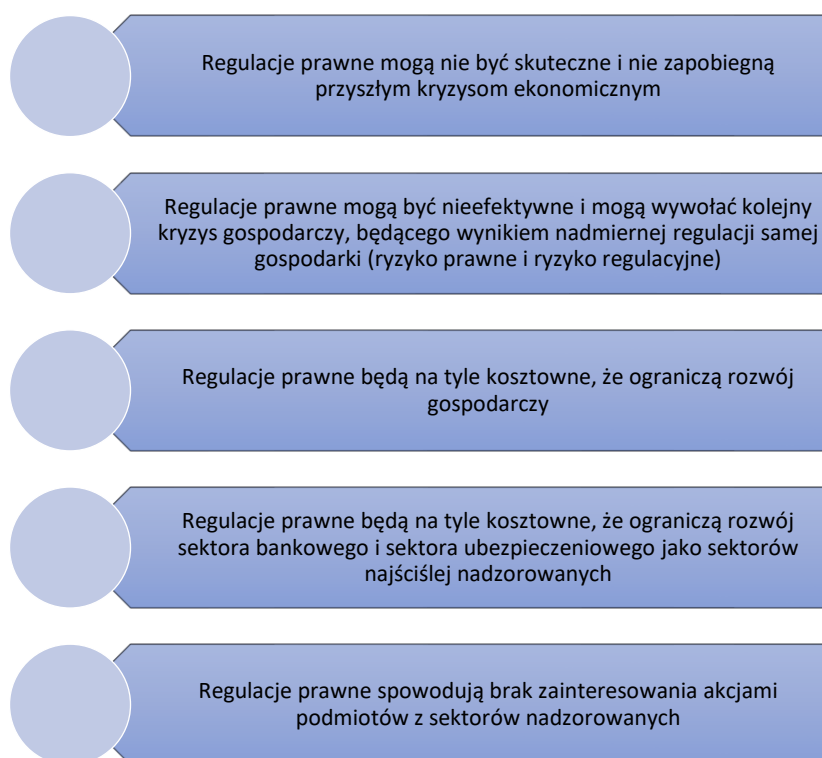 Regulacje prawne mogą nie być skuteczne i nie zapobiegną
przyszłym kryzysom ekonomicznym
Regulacje prawne mogą być nieefektywne i mogą wywołać kolejny
kryzys gospodarczy, będącego wynikiem nadmiernej regulacji samej
gospodarki (ryzyko prawne i ryzyko regulacyjne)
Regulacje prawne będą na tyle kosztowne, że ograniczą rozwój
gospodarczy
Regulacje prawne będą na tyle kosztowne, że ograniczą rozwój
sektora bankowego i sektora ubezpieczeniowego jako sektorów
najściślej nadzorowanych
Regulacje prawne spowodują brak zainteresowania akcjami
podmiotów z sektorów nadzorowanych